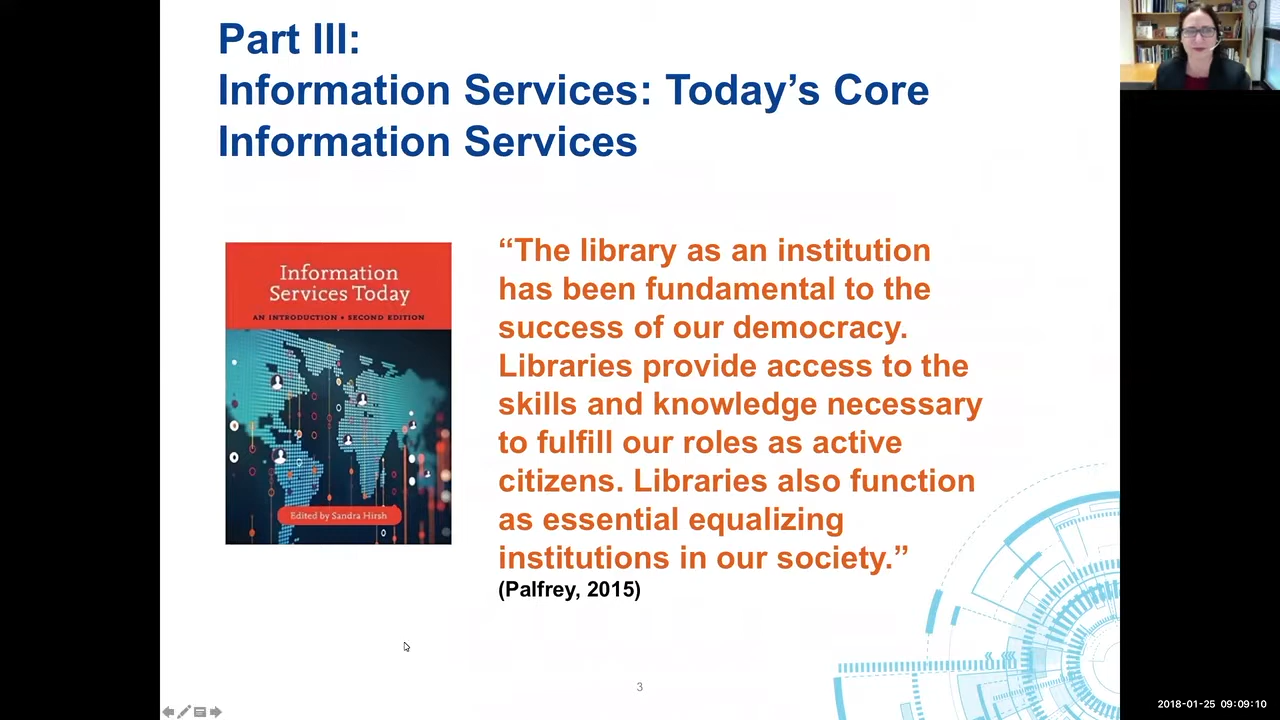 Part III:
Information Services: Today’s Core
Information Services
Information
Services Today
AN INTRODUCTION • SECOND EDITION
Edited by Sandra Hirsh
“The library as an institution
has been fundamental to the
success of our democracy.
Libraries provide access to the
skills and knowledge necessary
to fulfill our roles as active
citizens. Libraries also function
as essential equalizing
institutions in our society.”
(Palfrey, 2015)
3
2018-01-25 09:09:10